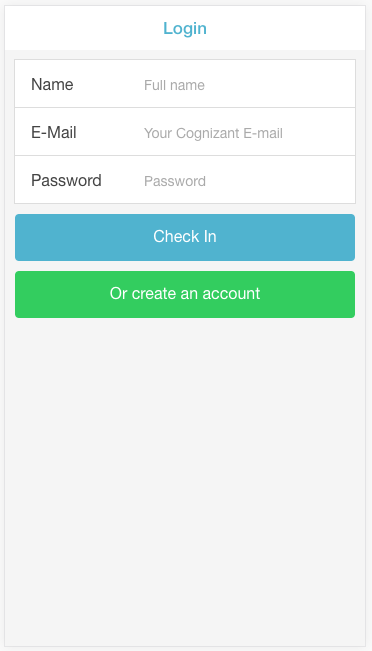 Login
Name Full name
E-Mail Your Cognizant E-mail
Password Password
Check In
Or create an account